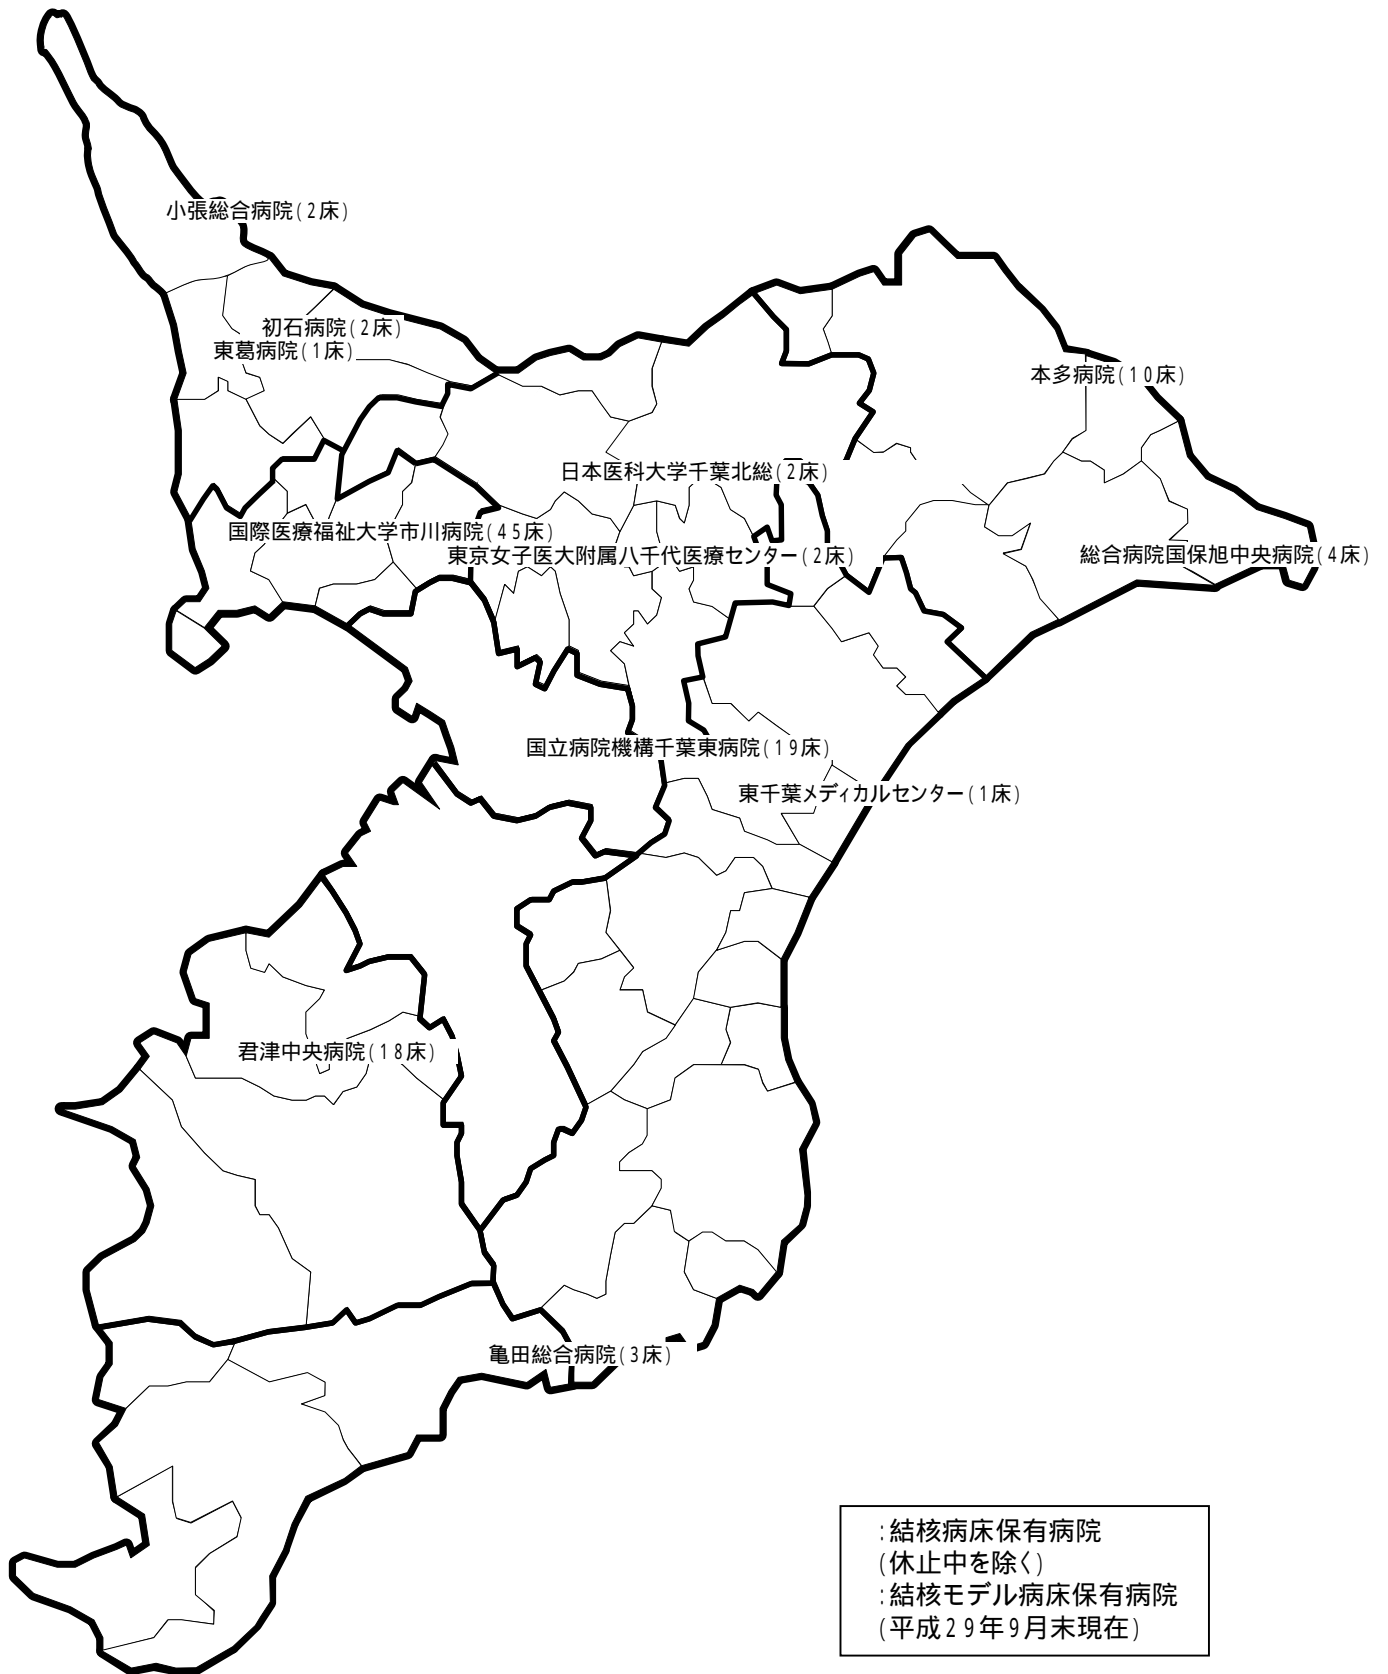 小張総合病院(2床)
初石病院(2床)
東葛病院(1床)
本多病院(10床)
日本医科大学千葉北総(2床)
国際医療福祉大学市川病院(45床)
東京女子医大附属八千代医療センター(2床)
総合病院国保旭中央病院(4床)
国立病院機構千葉東病院(19床)
東千葉メディカルセンター(1床)
君津中央病院(18床)
亀田総合病院(3床)
:結核病床保有病院
(休止中を除く)
:結核モデル病床保有病院
(平成29年9月末現在)